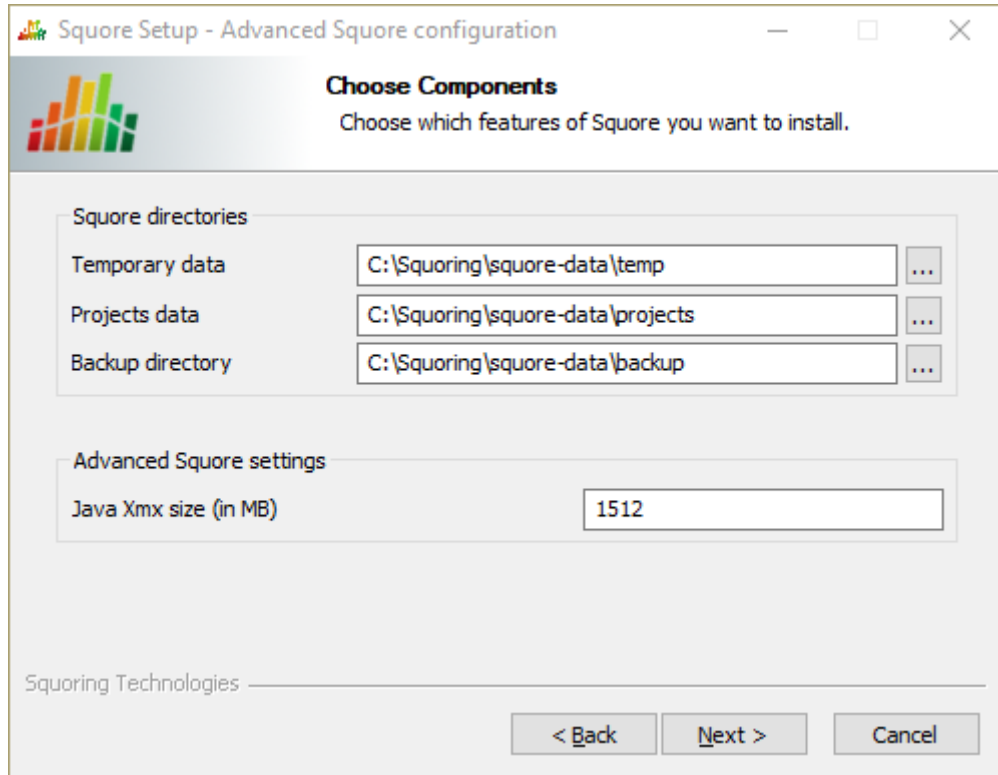 Squore Setup - Advanced Squore configuration
Choose Components
Choose which features of Squore you want to install.
Squore directories
Temporary data C:\Squoring\squore-data\temp ...
Projects data C:\Squoring\squore-data\projects ...
Backup directory C:\Squoring\squore-data\backup ...
Advanced Squore settings
Java Xmx size (in MB) 1512
Squoring Technologies
< Back Next > Cancel